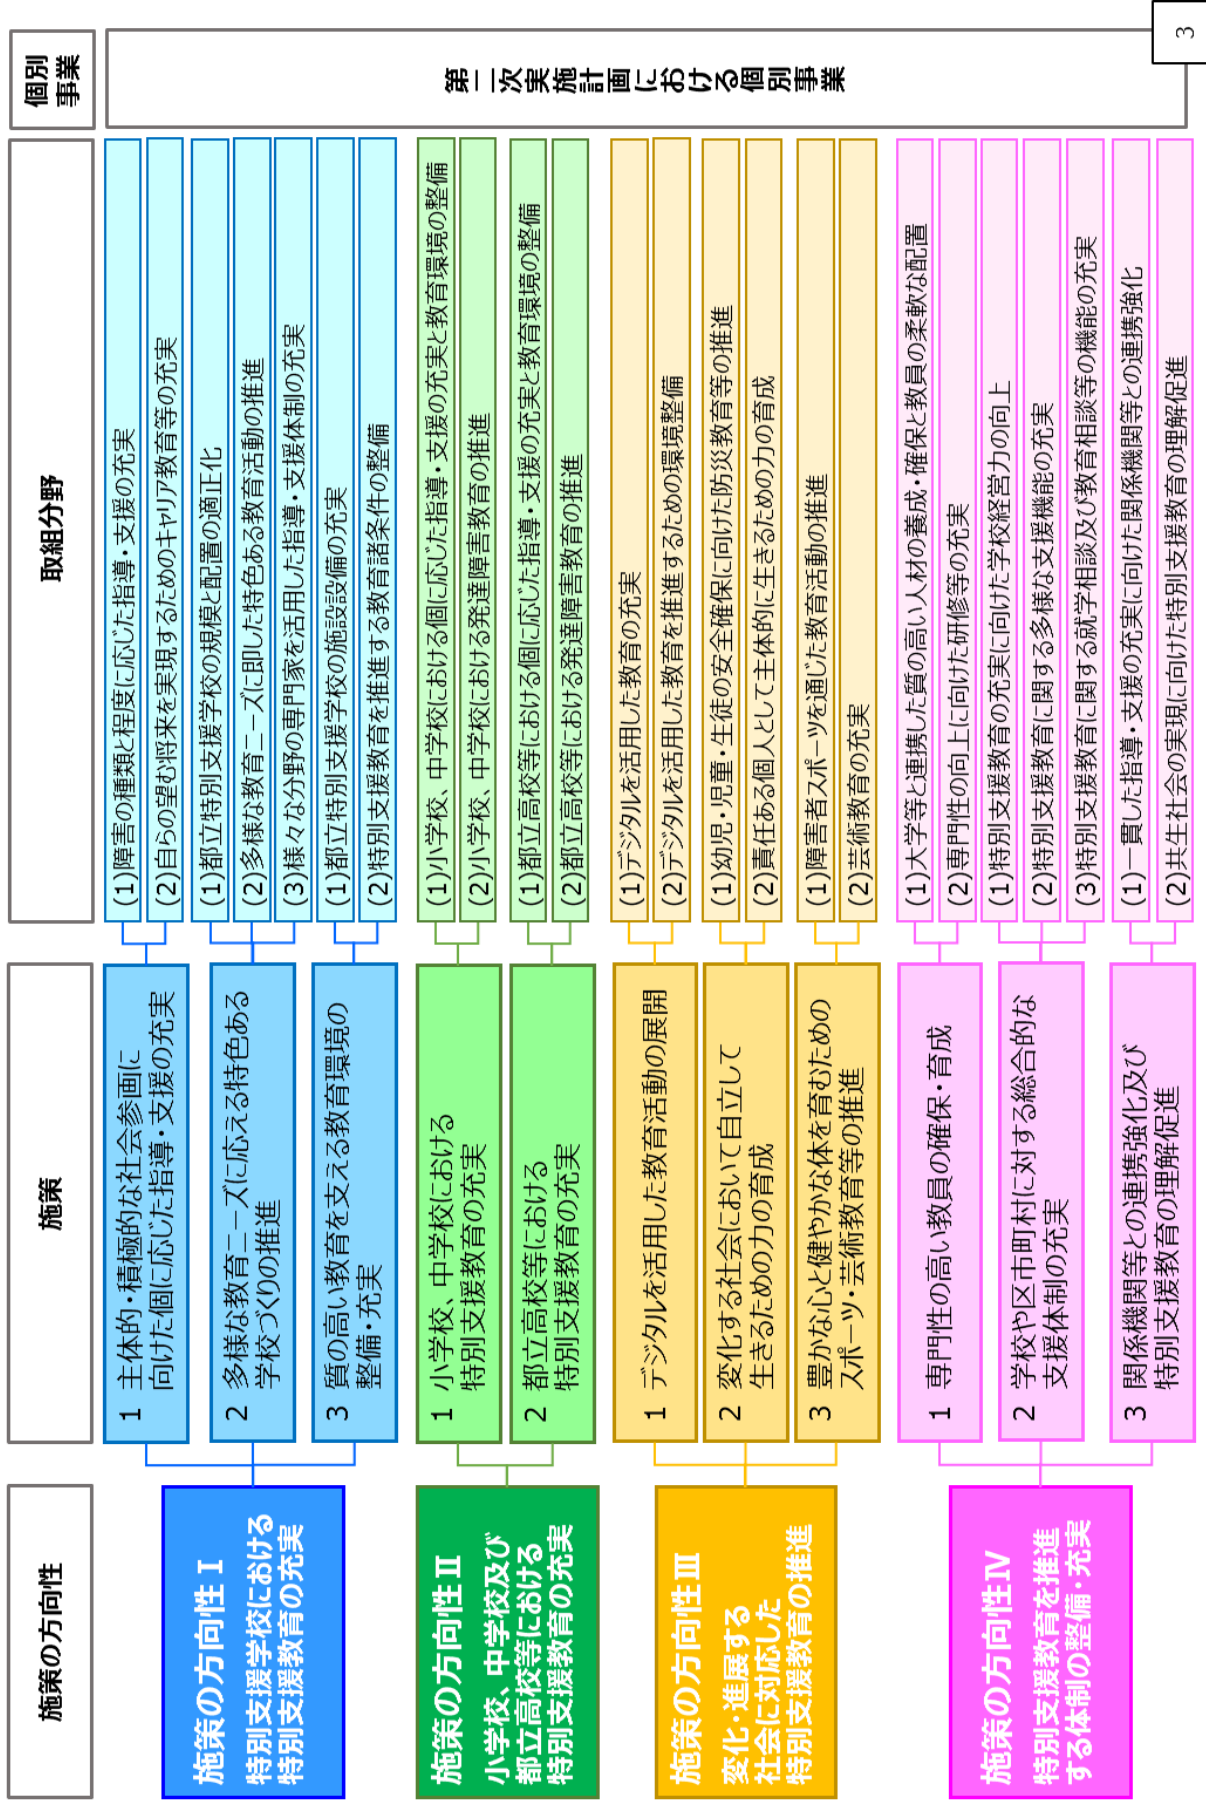 施策の方向性
施策
取組分野
個別
事業
施策の方向性Ⅰ
特別支援学校における
特別支援教育の充実
1 主体的・積極的な社会参画に
向けた個に応じた指導・支援の充実
(1)障害の種類と程度に応じた指導・支援の充実
(2)自らの望む将来を実現するためのキャリア教育等の充実
2 多様な教育ニーズに応える特色ある
学校づくりの推進
(1)都立特別支援学校の規模と配置の適正化
(2)多様な教育ニーズに即した特色ある教育活動の推進
(3)様々な分野の専門家を活用した指導・支援体制の充実
3 質の高い教育を支える教育環境の
整備・充実
(1)都立特別支援学校の施設設備の充実
(2)特別支援教育を推進する教育諸条件の整備
施策の方向性Ⅱ
小学校、中学校及び
都立高校等における
特別支援教育の充実
1 小学校、中学校における
特別支援教育の充実
(1)小学校、中学校における個に応じた指導・支援の充実と教育環境の整備
(2)小学校、中学校における発達障害教育の推進
2 都立高校等における
特別支援教育の充実
(1)都立高校等における個に応じた指導・支援の充実と教育環境の整備
(2)都立高校等における発達障害教育の推進
施策の方向性Ⅲ
変化・進展する
社会に対応した
特別支援教育の推進
1 デジタルを活用した教育活動の展開
(1)デジタルを活用した教育の充実
(2)デジタルを活用した教育を推進するための環境整備
2 変化する社会において自立して
生きるための力の育成
(1)幼児・児童・生徒の安全確保に向けた防災教育等の推進
(2)責任ある個人として主体的に生きるための力の育成
3 豊かな心と健やかな体を育むための
スポーツ・芸術教育等の推進
(1)障害者スポーツを通じた教育活動の推進
(2)芸術教育の充実
施策の方向性Ⅳ
特別支援教育を推進
する体制の整備・充実
1 専門性の高い教員の確保・育成
(1)大学等と連携した質の高い人材の養成・確保と教員の柔軟な配置
(2)専門性の向上に向けた研修等の充実
2 学校や区市町村に対する総合的な
支援体制の充実
(1)特別支援教育の充実に向けた学校経営力の向上
(2)特別支援教育に関する多様な支援機能の充実
(3)特別支援教育に関する就学相談及び教育相談等の機能の充実
3 関係機関等との連携強化及び
特別支援教育の理解促進
(1)一貫した指導・支援の充実に向けた関係機関等との連携強化
(2)共生社会の実現に向けた特別支援教育の理解促進
第二次実施計画における個別事業
3